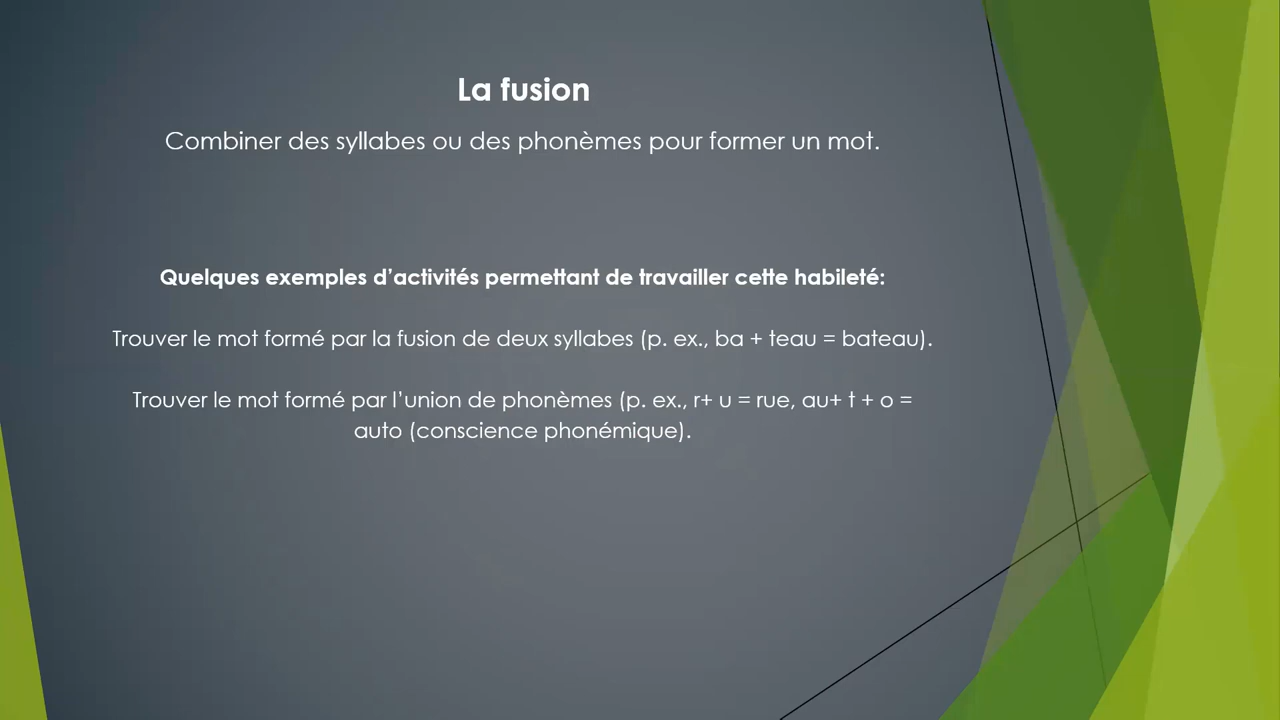 La fusion
Combiner des syllabes ou des phonèmes pour former un mot.
Quelques exemples d’activités permettant de travailler cette habileté:
Trouver le mot formé par la fusion de deux syllabes (p. ex., ba + teau = bateau).
Trouver le mot formé par l’union de phonèmes (p. ex., r+ u = rue, au+ t + o =
auto (conscience phonémique).